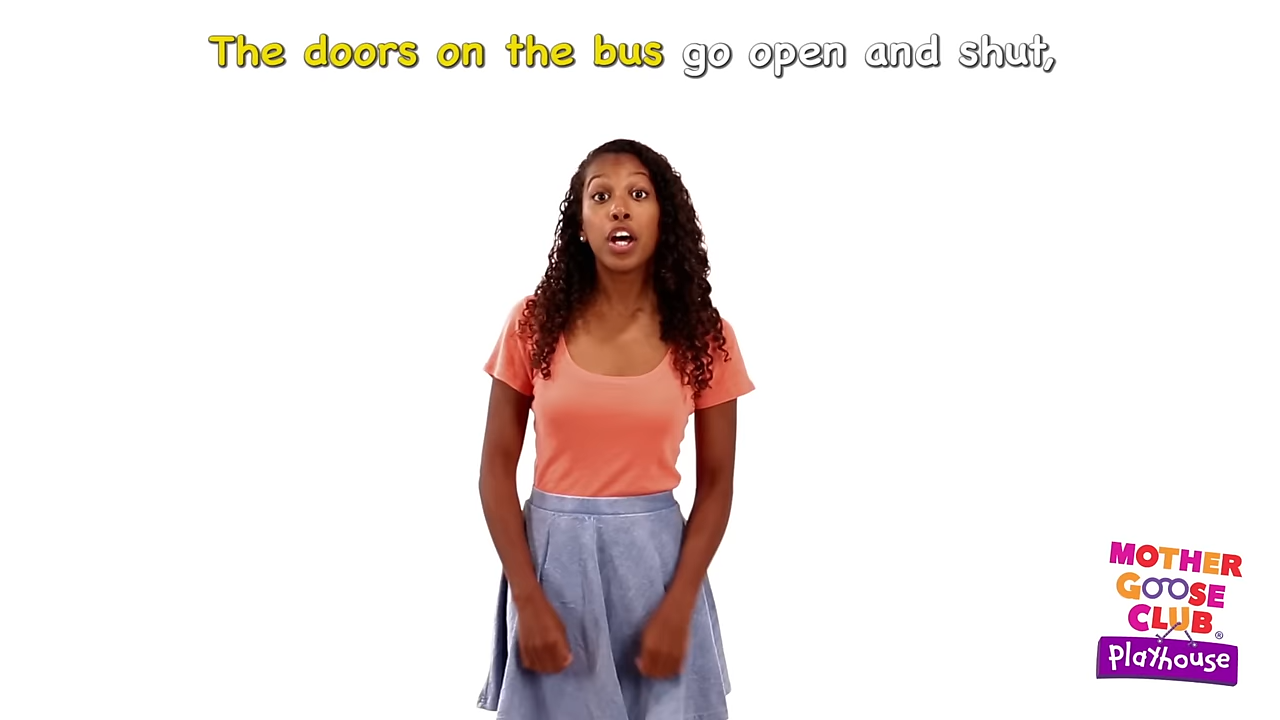 The doors on the bus go open and shut,
MOTHER
GOOSE
CLUB®
Playhouse